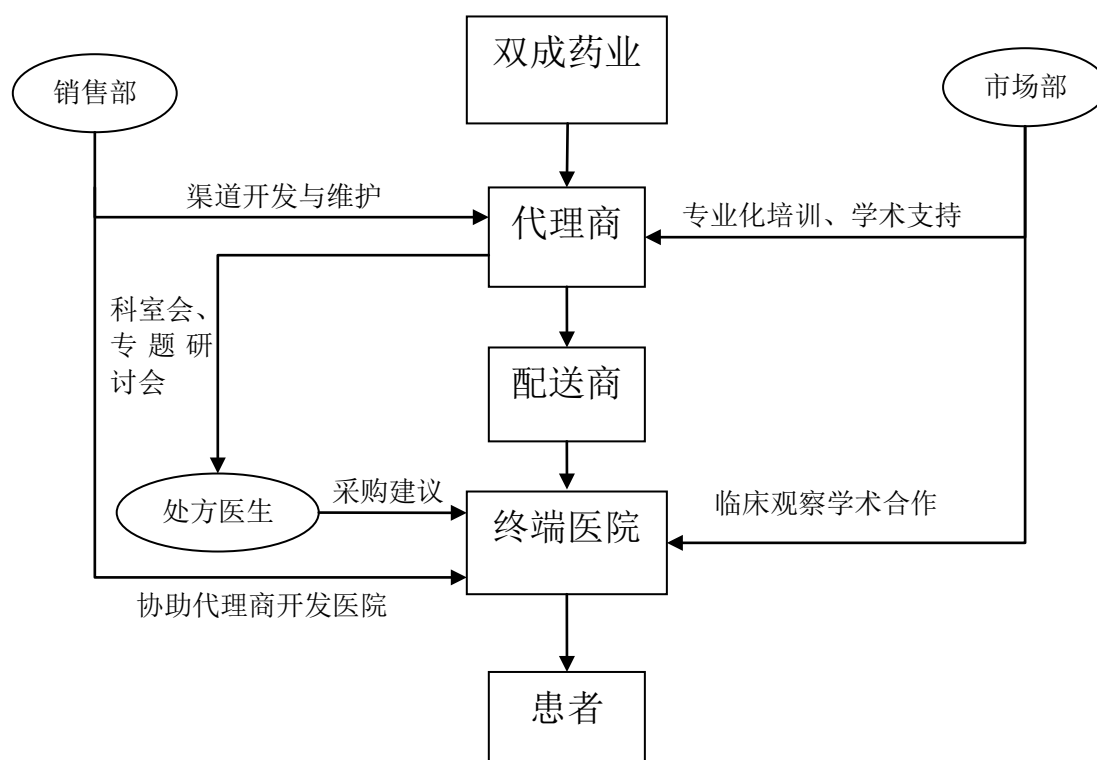 双成药业
销售部
市场部
渠道开发与维护
代理商
专业化培训、学术支持
科室会、
专题研
讨会
配送商
处方医生
采购建议
终端医院
临床观察学术合作
协助代理商开发医院
患者